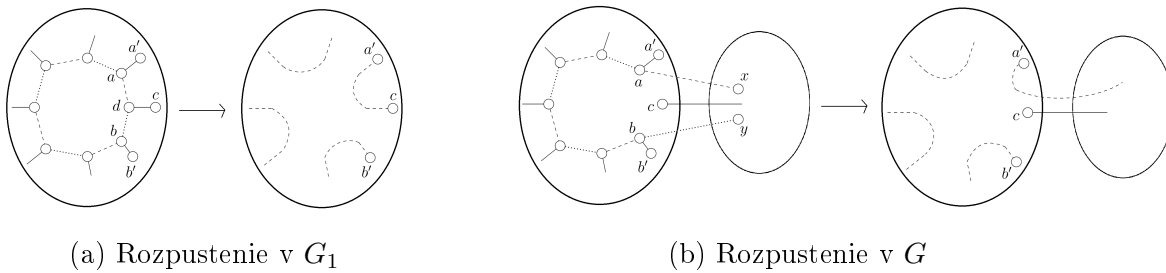 a′
a
d
c
b
b′
a′
c
b′
a′
a
x
c
b
y
b′
a′
c
b′
(a) Rozpustenie v G₁
(b) Rozpustenie v G